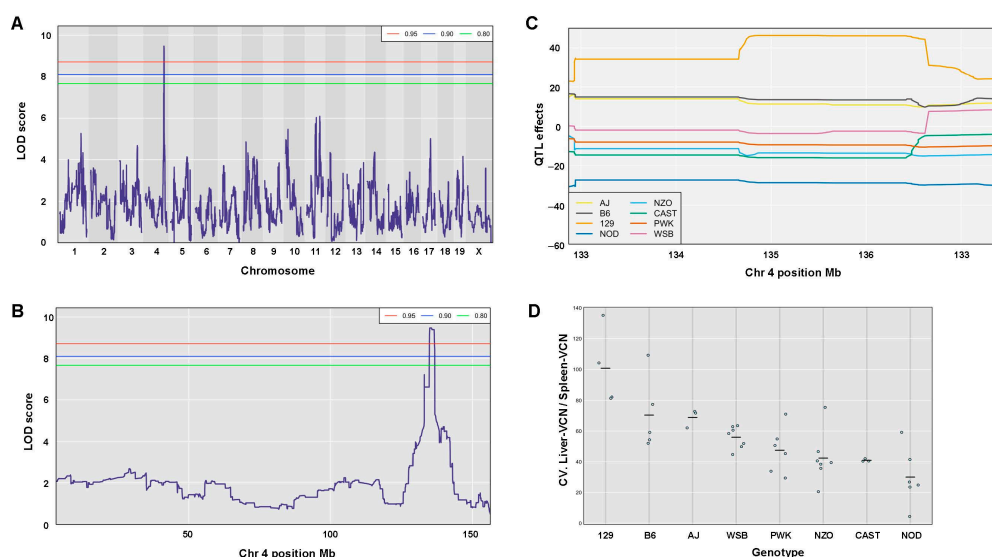 A
0.95 0.90 0.80
10
8
6
4
2
0
LOD score
1 2 3 4 5 6 7 8 9 10 11 12 13 14 15 16 17 18 19 X
Chromosome
B
0.95 0.90 0.80
10
8
6
4
2
0
LOD score
50 100 150
Chr 4 position Mb
C
40
20
0
−20
−40
−60
QTL effects
AJ NZO
B6 CAST
129 PWK
NOD WSB
133 134 135 136 133
Chr 4 position Mb
D
140
120
100
80
60
40
20
0
CV. Liver-VCN / Spleen-VCN
129 B6 AJ WSB PWK NZO CAST NOD
Genotype